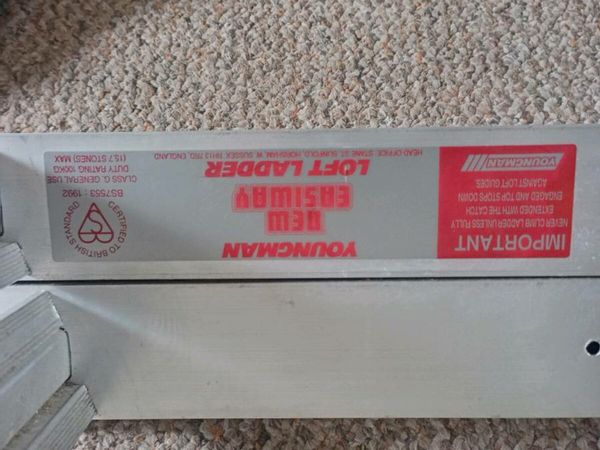 IMPORTANT
NEVER CLIMB LADDER UNLESS FULLY
EXTENDED WITH THE CATCH
ENGAGED AND TOP STOPS DOWN
AGAINST LOFT GUIDES.
YOUNGMAN
YOUNGMAN
NEW
EASIWAY
LOFT LADDER
HEAD OFFICE, STANE ST, SLINFOLD, HORSHAM, W. SUSSEX. RH13 7RD, ENGLAND
CERTIFIED TO BRITISH STANDARD
BS7553 : 1992
CLASS G. GENERAL USE
DUTY RATING 100KG
(15.7 STONES) MAX